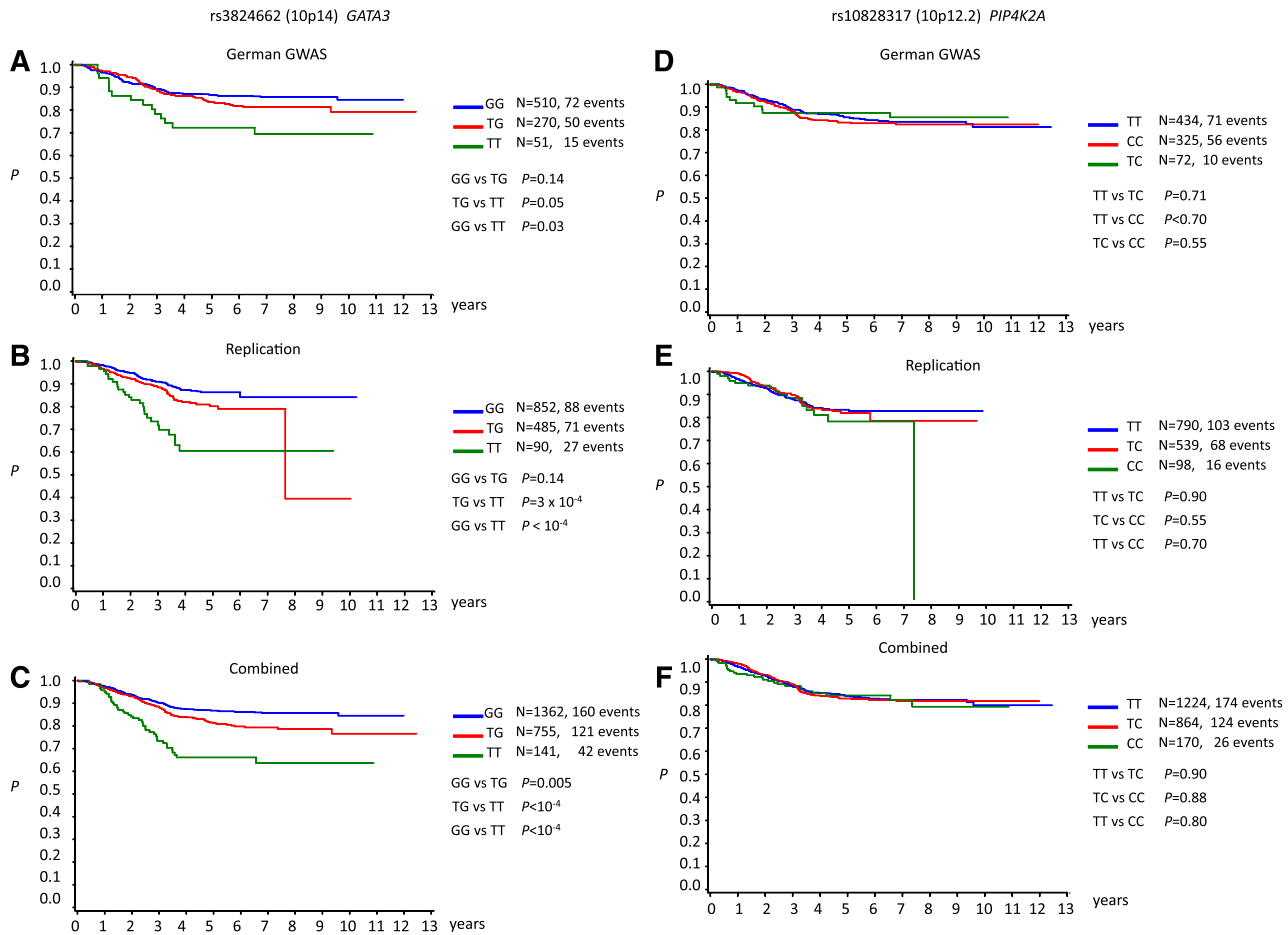 rs3824662 (10p14) GATA3
rs10828317 (10p12.2) PIP4K2A
A
German GWAS
1.0
0.9
0.8
0.7
0.6
0.5
0.4
0.3
0.2
0.1
0.0
P
0 1 2 3 4 5 6 7 8 9 10 11 12 13
years
GG N=510, 72 events
TG N=270, 50 events
TT N=51, 15 events
GG vs TG P=0.14
TG vs TT P=0.05
GG vs TT P=0.03
B
Replication
1.0
0.9
0.8
0.7
0.6
0.5
0.4
0.3
0.2
0.1
0.0
P
0 1 2 3 4 5 6 7 8 9 10 11 12 13
years
GG N=852, 88 events
TG N=485, 71 events
TT N=90, 27 events
GG vs TG P=0.14
TG vs TT P=3 x 10-4
GG vs TT P < 10-4
C
Combined
1.0
0.9
0.8
0.7
0.6
0.5
0.4
0.3
0.2
0.1
0.0
P
0 1 2 3 4 5 6 7 8 9 10 11 12 13
years
GG N=1362, 160 events
TG N=755, 121 events
TT N=141, 42 events
GG vs TG P=0.005
TG vs TT P<10-4
GG vs TT P<10-4
D
German GWAS
1.0
0.9
0.8
0.7
0.6
0.5
0.4
0.3
0.2
0.1
0.0
P
0 1 2 3 4 5 6 7 8 9 10 11 12 13
years
TT N=434, 71 events
CC N=325, 56 events
TC N=72, 10 events
TT vs TC P=0.71
TT vs CC P<0.70
TC vs CC P=0.55
E
Replication
1.0
0.9
0.8
0.7
0.6
0.5
0.4
0.3
0.2
0.1
0.0
P
0 1 2 3 4 5 6 7 8 9 10 11 12 13
years
TT N=790, 103 events
TC N=539, 68 events
CC N=98, 16 events
TT vs TC P=0.90
TC vs CC P=0.55
TT vs CC P=0.70
F
Combined
1.0
0.9
0.8
0.7
0.6
0.5
0.4
0.3
0.2
0.1
0.0
P
0 1 2 3 4 5 6 7 8 9 10 11 12 13
years
TT N=1224, 174 events
TC N=864, 124 events
CC N=170, 26 events
TT vs TC P=0.90
TC vs CC P=0.88
TT vs CC P=0.80